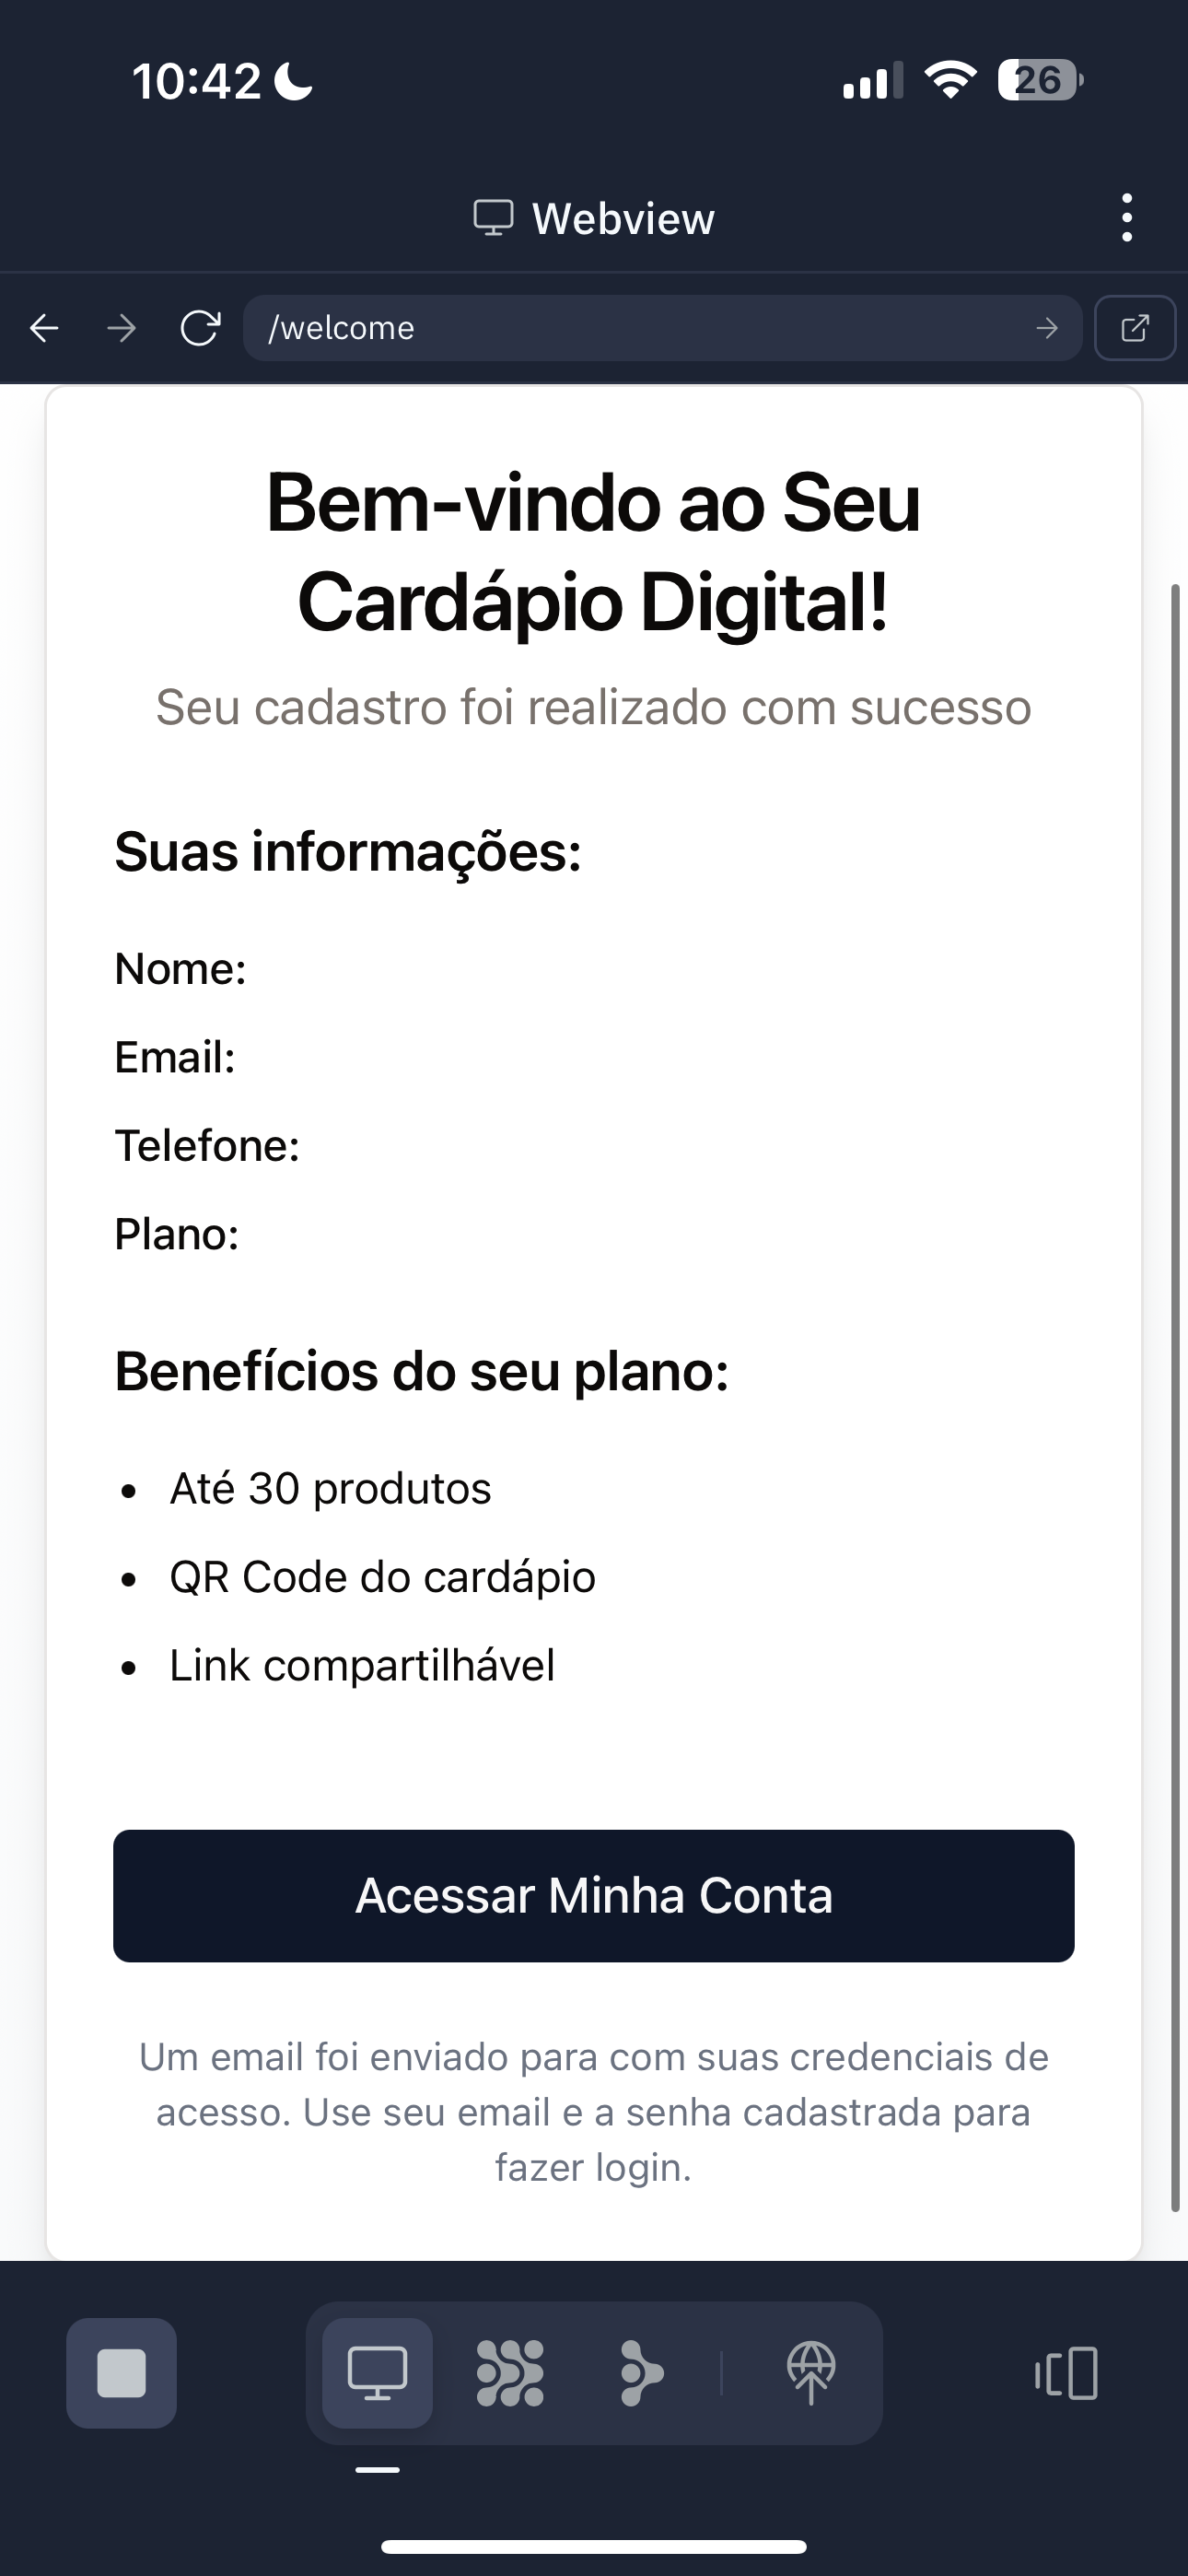 10:42
26
Webview
/welcome
Bem-vindo ao Seu
Cardápio Digital!
Seu cadastro foi realizado com sucesso
Suas informações:
Nome:
Email:
Telefone:
Plano:
Benefícios do seu plano:
• Até 30 produtos
• QR Code do cardápio
• Link compartilhável
Acessar Minha Conta
Um email foi enviado para com suas credenciais de
acesso. Use seu email e a senha cadastrada para
fazer login.